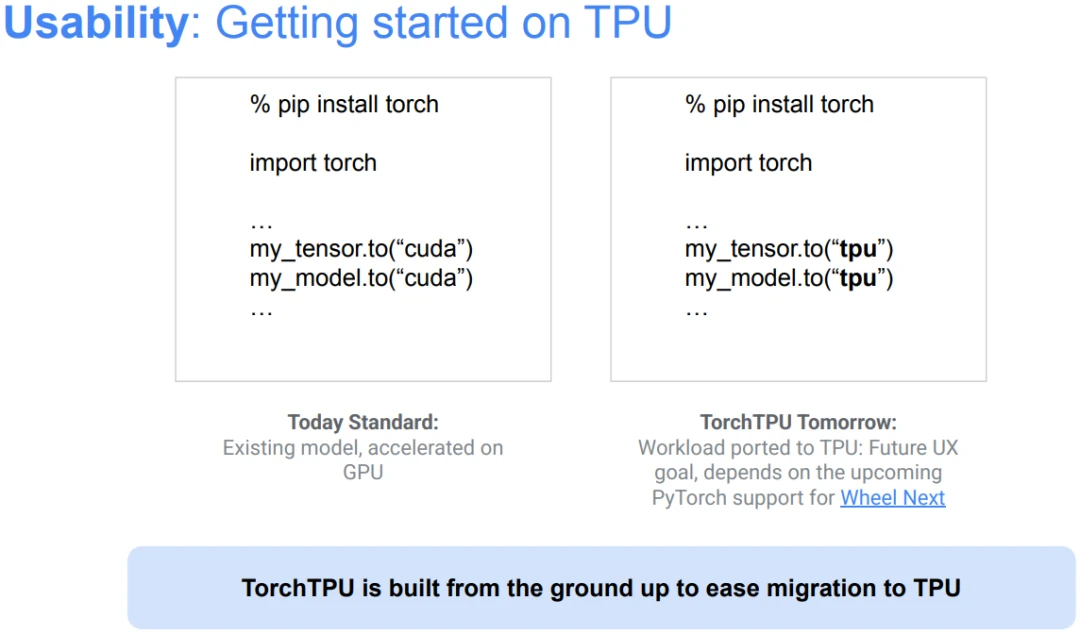 Usability: Getting started on TPU
% pip install torch
import torch
…
my_tensor.to(“cuda”)
my_model.to(“cuda”)
…
Today Standard:
Existing model, accelerated on
GPU
% pip install torch
import torch
…
my_tensor.to(“tpu”)
my_model.to(“tpu”)
…
TorchTPU Tomorrow:
Workload ported to TPU: Future UX
goal, depends on the upcoming
PyTorch support for Wheel Next
TorchTPU is built from the ground up to ease migration to TPU